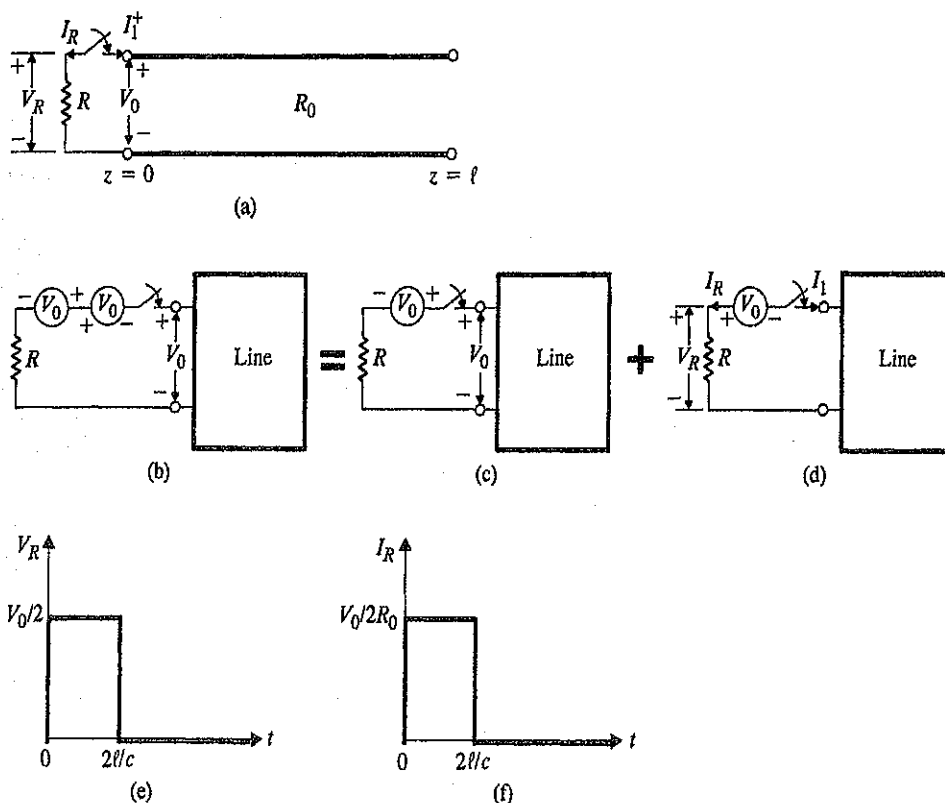 I_R I_1^+
+ +
V_R R V_0 R_0
− −
z = 0 z = ℓ
(a)
− V_0 + + V_0 − +
R V_0 Line
−
(b)
=
− V_0 + +
R V_0 Line
−
(c)
+
I_R I_1
+ + V_0 −
V_R R Line
−
(d)
V_R
V_0/2
0 2ℓ/c t
(e)
I_R
V_0/2R_0
0 2ℓ/c t
(f)